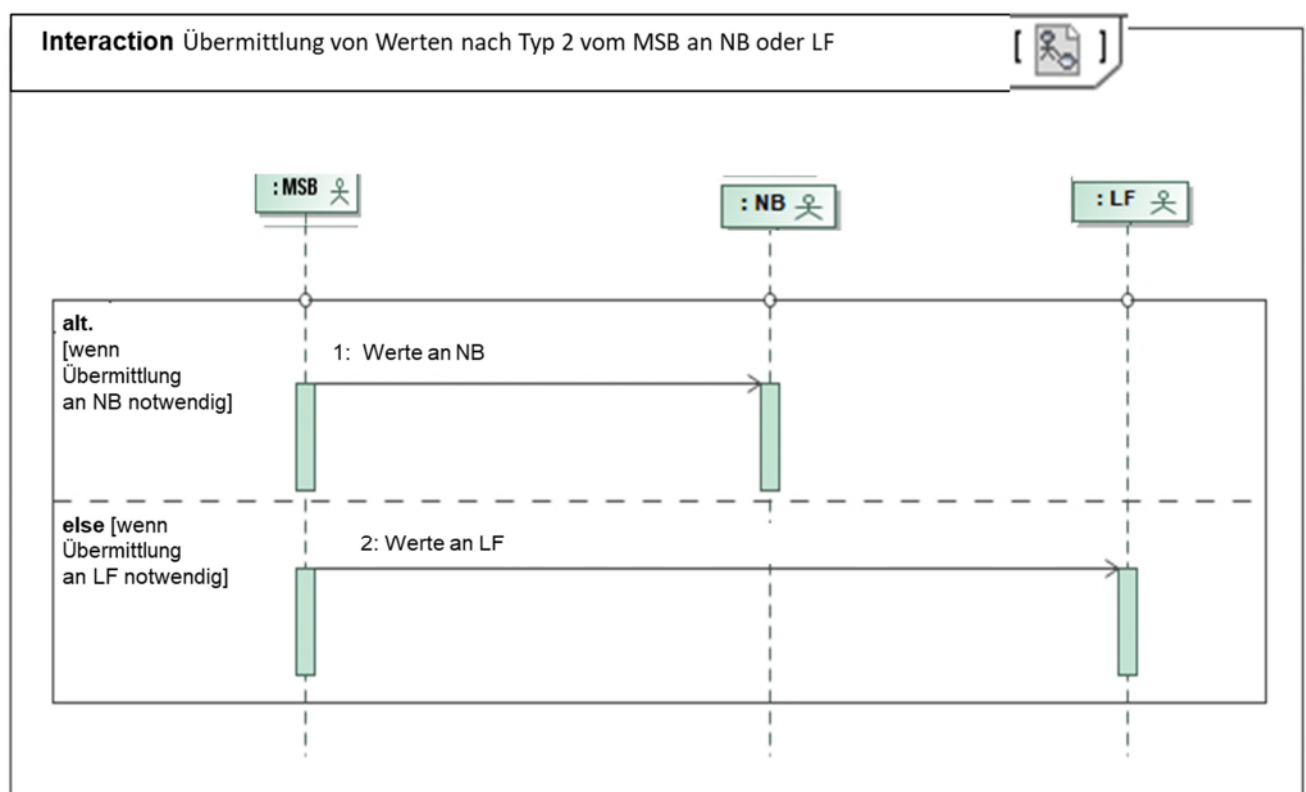 Interaction Übermittlung von Werten nach Typ 2 vom MSB an NB oder LF
: MSB
: NB
: LF
alt.
[wenn
Übermittlung
an NB notwendig]
1: Werte an NB
else [wenn
Übermittlung
an LF notwendig]
2: Werte an LF